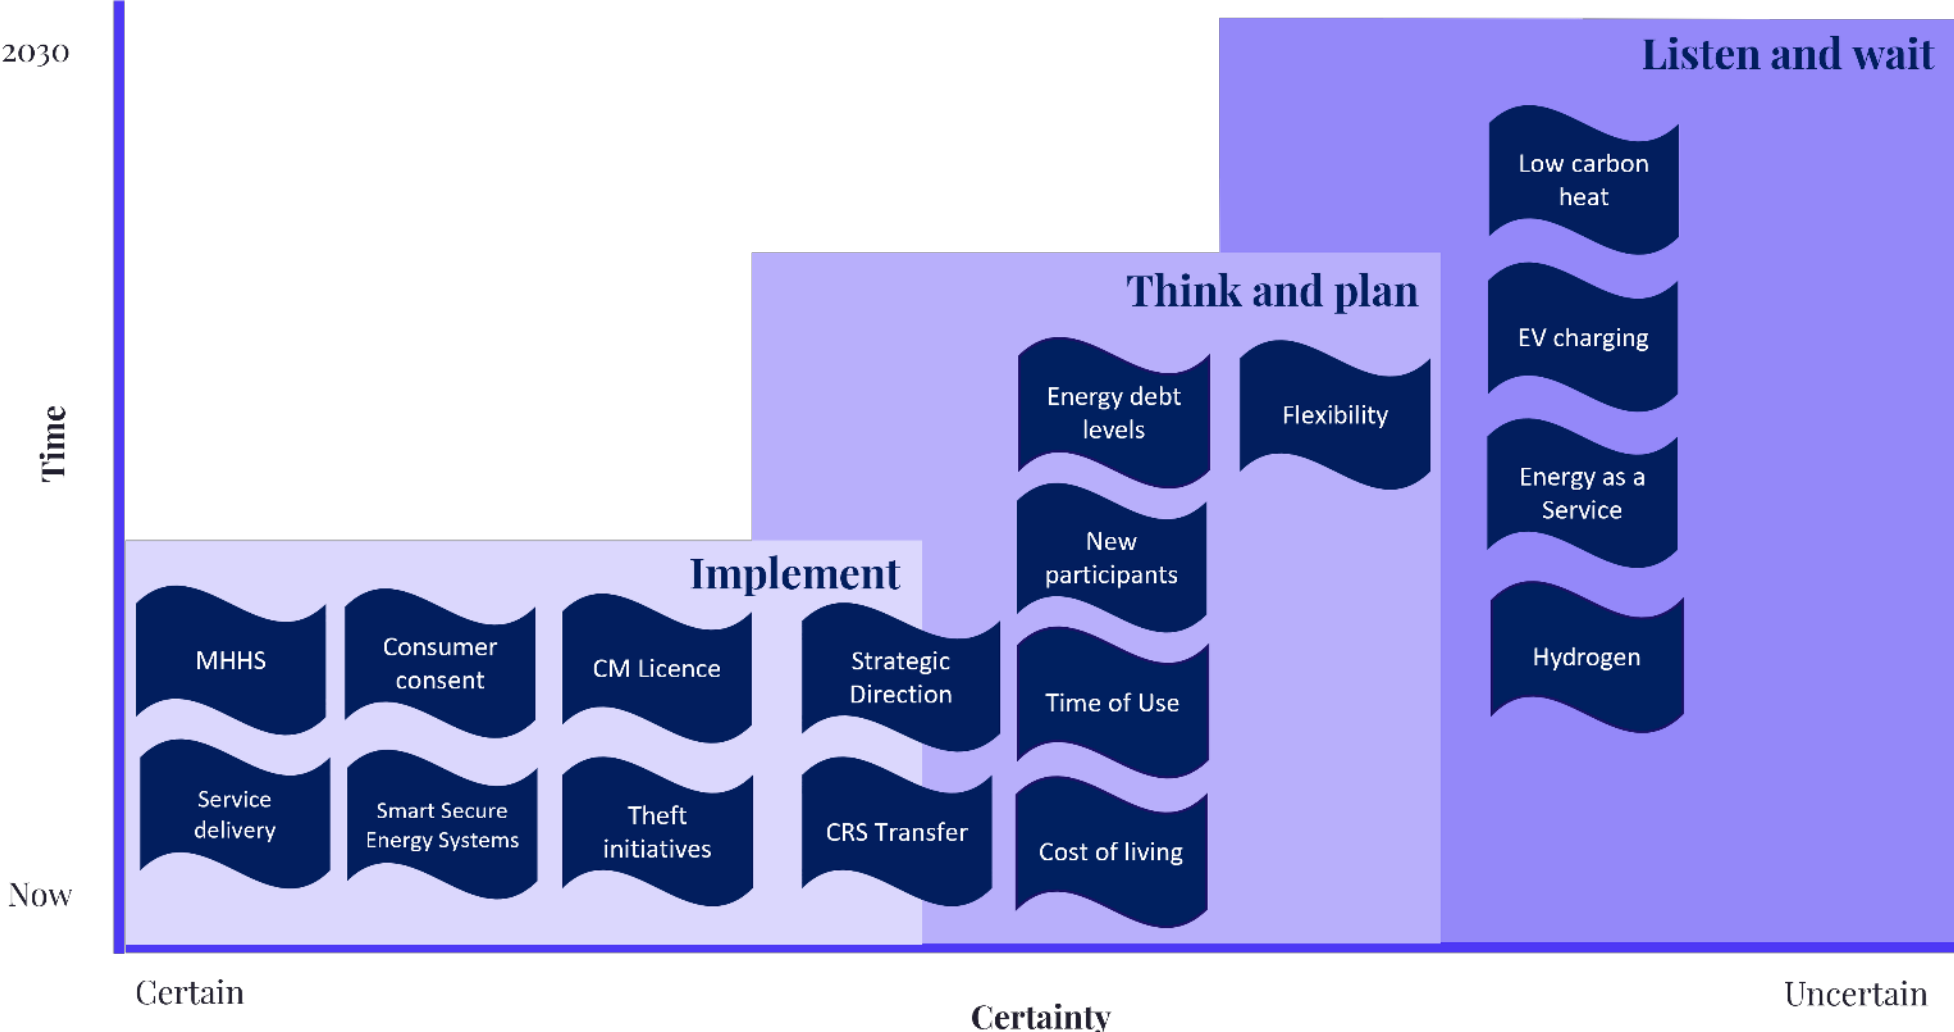 2030
Listen and wait
Low carbon
heat
Think and plan
EV charging
Energy debt
levels
Flexibility
Time
Energy as a
Service
New
participants
Implement
MHHS
Consumer
consent
CM Licence
Strategic
Direction
Time of Use
Hydrogen
Service
delivery
Smart Secure
Energy Systems
Theft
initiatives
CRS Transfer
Cost of living
Now
Certain
Uncertain
Certainty